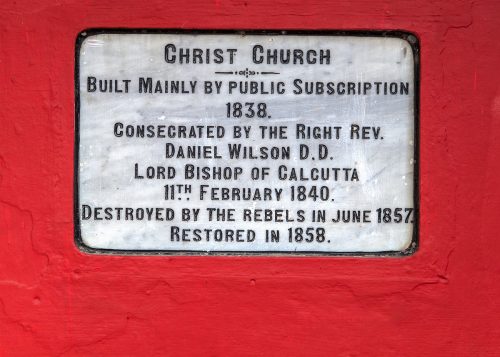 Christ Church
Built Mainly by public Subscription
1838.
Consecrated by the Right Rev.
Daniel Wilson D.D.
Lord Bishop of Calcutta
11th February 1840.
Destroyed by the rebels in June 1857.
Restored in 1858.